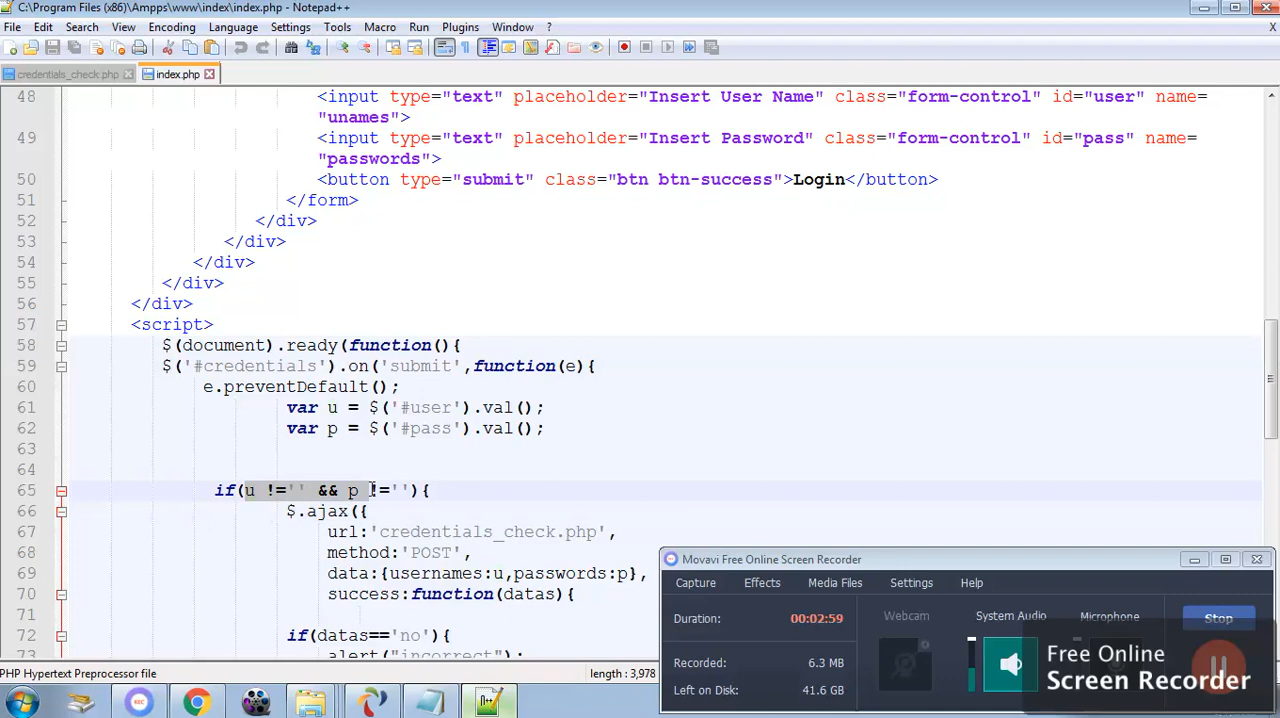 C:\Program Files (x86)\Ampps\www\index\index.php - Notepad++
File Edit Search View Encoding Language Settings Tools Macro Run Plugins Window ? X
credentials_check.php index.php
48 <input type="text" placeholder="Insert User Name" class="form-control" id="user" name=
"unames">
49 <input type="text" placeholder="Insert Password" class="form-control" id="pass" name=
"passwords">
50 <button type="submit" class="btn btn-success">Login</button>
51 </form>
52 </div>
53 </div>
54 </div>
55 </div>
56 </div>
57 <script>
58 $(document).ready(function(){
59 $('#credentials').on('submit',function(e){
60 e.preventDefault();
61 var u = $('#user').val();
62 var p = $('#pass').val();
63
64
65 if(u !='' && p !=''){
66 $.ajax({
67 url:'credentials_check.php',
68 method:'POST',
69 data:{usernames:u,passwords:p},
70 success:function(datas){
71
72 if(datas=='no'){
alert("incorrect");
PHP Hypertext Preprocessor file length : 3,978
Movavi Free Online Screen Recorder
Capture Effects Media Files Settings Help
Duration: 00:02:59 Webcam System Audio Microphone Stop
Recorded: 6.3 MB
Left on Disk: 41.6 GB
Free Online
Screen Recorder